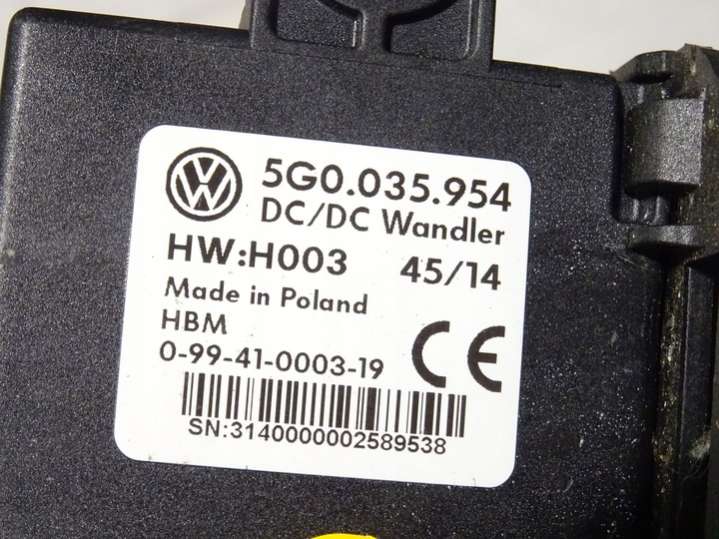 5G0.035.954
DC/DC Wandler
HW:H003 45/14
Made in Poland
HBM
0-99-41-0003-19
CE
SN:3140000002589538